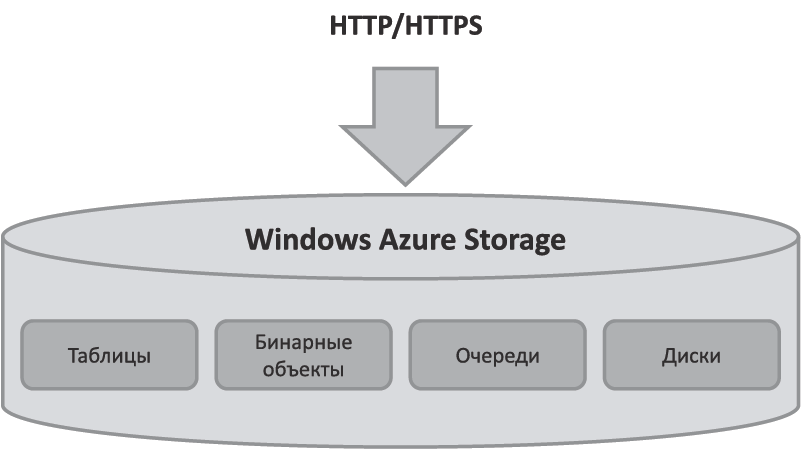 HTTP/HTTPS
Windows Azure Storage
Таблицы
Бинарные
объекты
Очереди
Диски